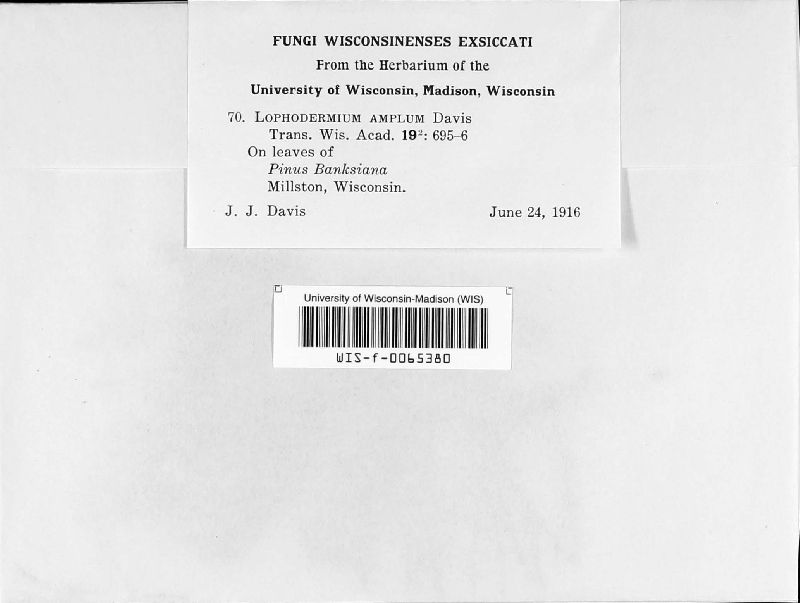 FUNGI WISCONSINENSES EXSICCATI
From the Herbarium of the
University of Wisconsin, Madison, Wisconsin
70. LOPHODERMIUM AMPLUM Davis
Trans. Wis. Acad. 19²: 695–6
On leaves of
Pinus Banksiana
Millston, Wisconsin.
J. J. Davis June 24, 1916
University of Wisconsin-Madison (WIS)
WIS-f-0065380